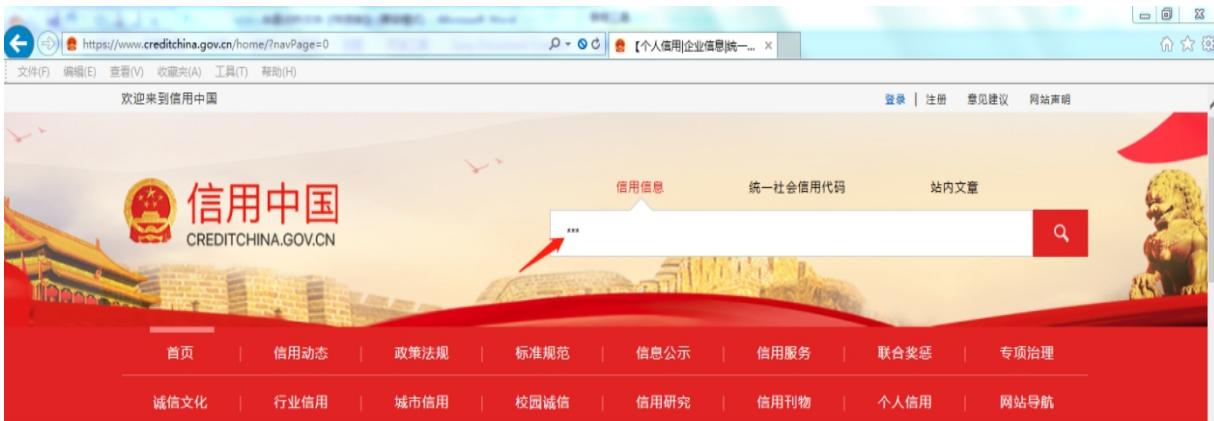 https://www.creditchina.gov.cn/home/?navPage=0
【个人信用|企业信息|统一... ×
文件(F) 编辑(E) 查看(V) 收藏夹(A) 工具(T) 帮助(H)
欢迎来到信用中国
登录 | 注册 意见建议 网站声明
信用信息 统一社会信用代码 站内文章
信用中国
CREDITCHINA.GOV.CN
***
首页 | 信用动态 | 政策法规 | 标准规范 | 信息公示 | 信用服务 | 联合奖惩 | 专项治理
诚信文化 | 行业信用 | 城市信用 | 校园诚信 | 信用研究 | 信用刊物 | 个人信用 | 网站导航